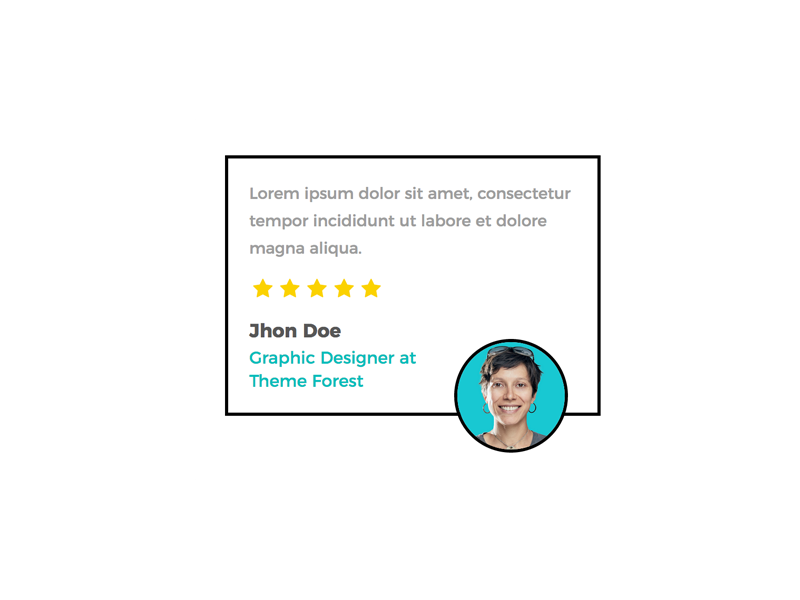 Lorem ipsum dolor sit amet, consectetur
tempor incididunt ut labore et dolore
magna aliqua.
Jhon Doe
Graphic Designer at
Theme Forest